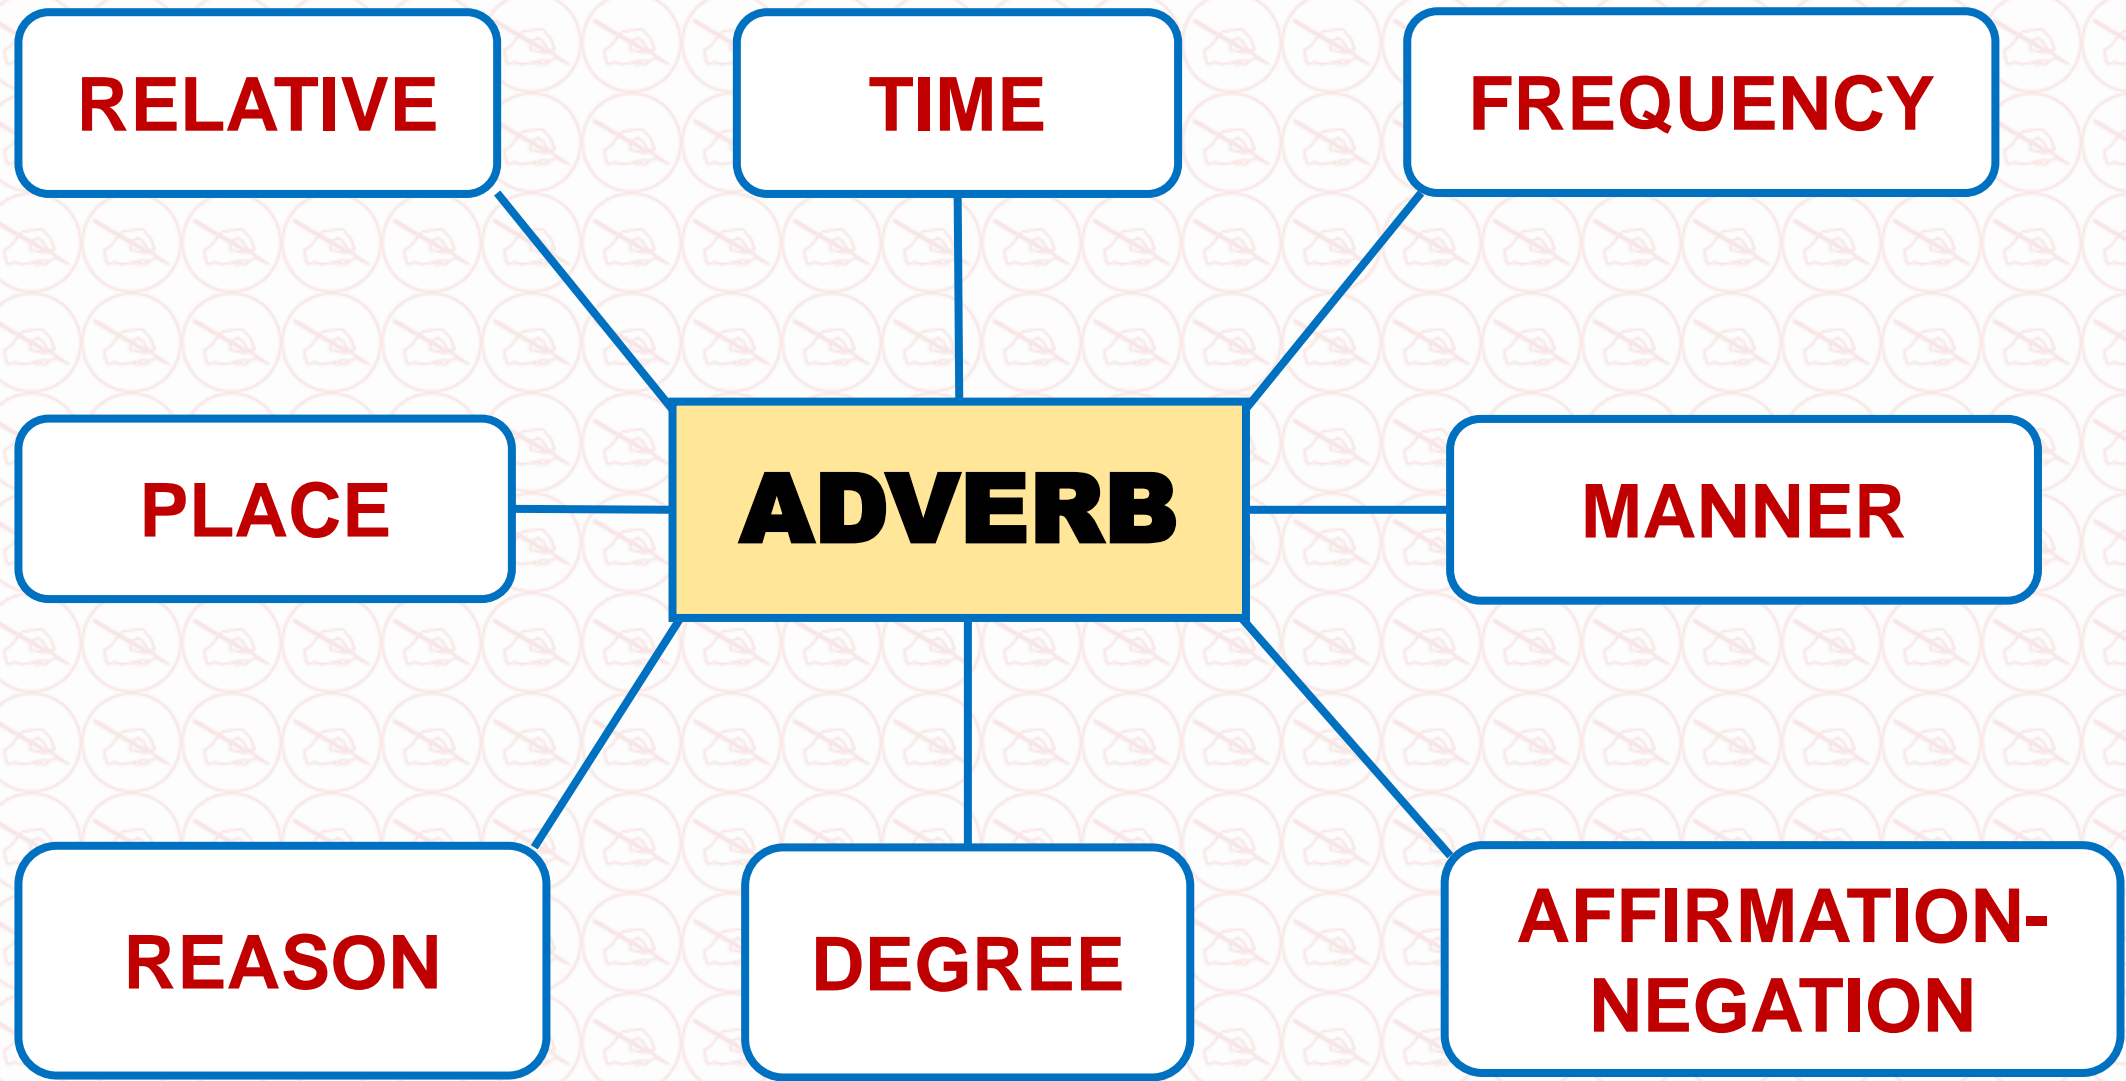 RELATIVE
TIME
FREQUENCY
PLACE
ADVERB
MANNER
REASON
DEGREE
AFFIRMATION-
NEGATION